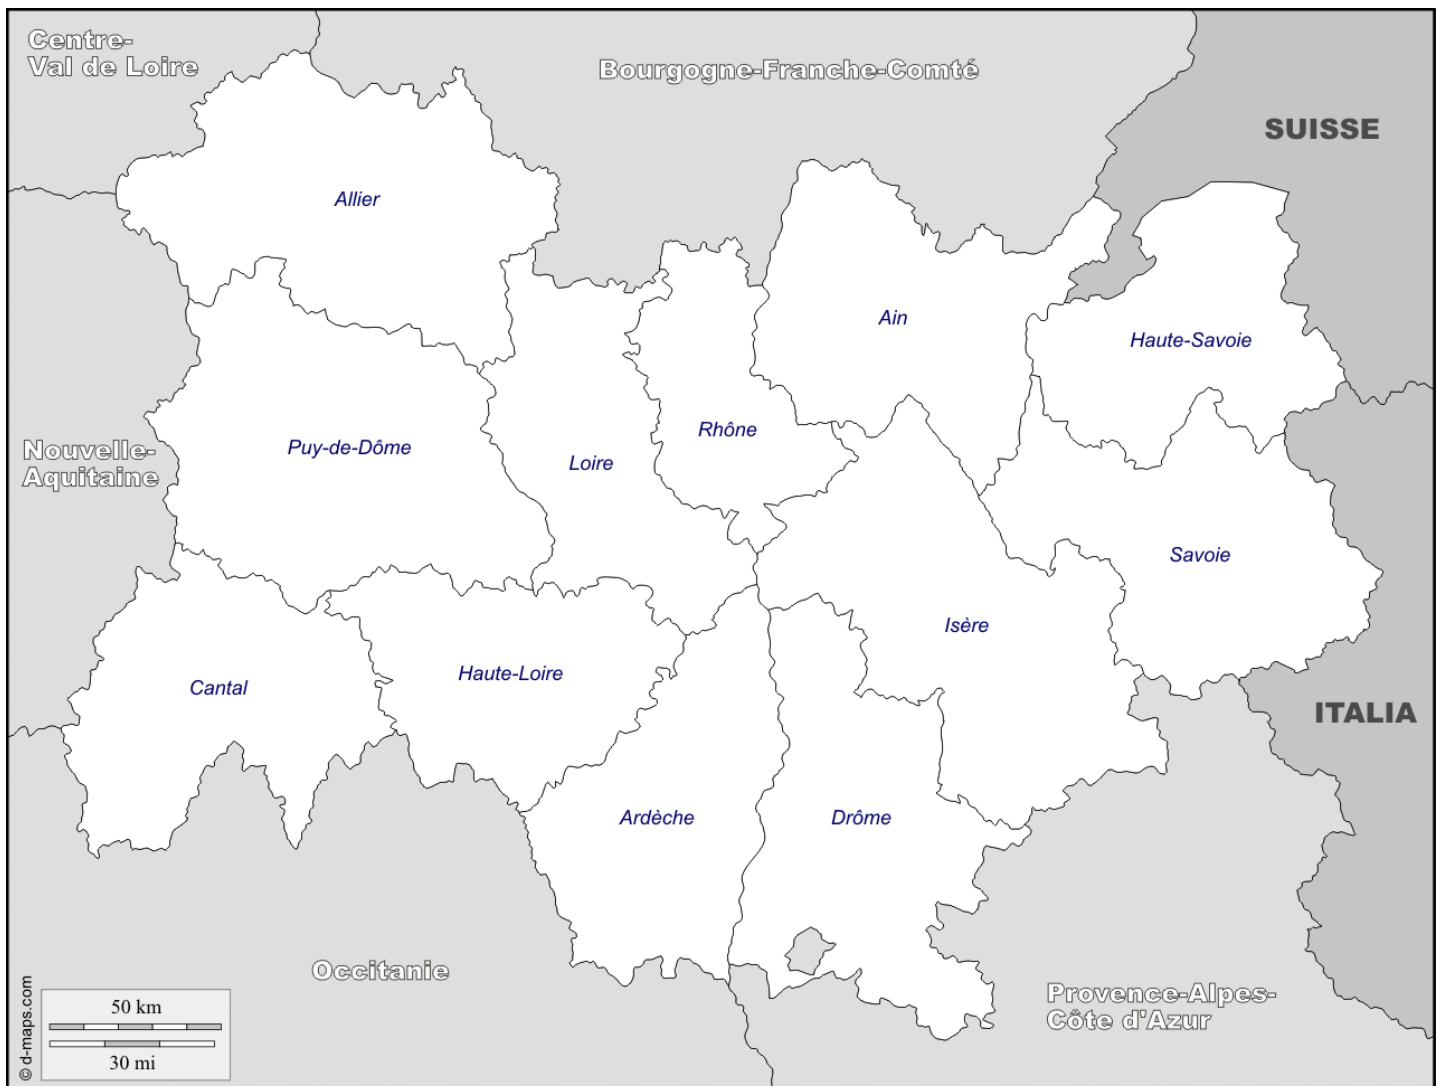 Centre-
Val de Loire
Bourgogne-Franche-Comté
SUISSE
Allier
Ain
Haute-Savoie
Rhône
Nouvelle-
Aquitaine
Puy-de-Dôme
Loire
Savoie
Isère
Haute-Loire
Cantal
ITALIA
Ardèche
Drôme
Occitanie
Provence-Alpes-
Côte d'Azur
© d-maps.com
50 km
30 mi